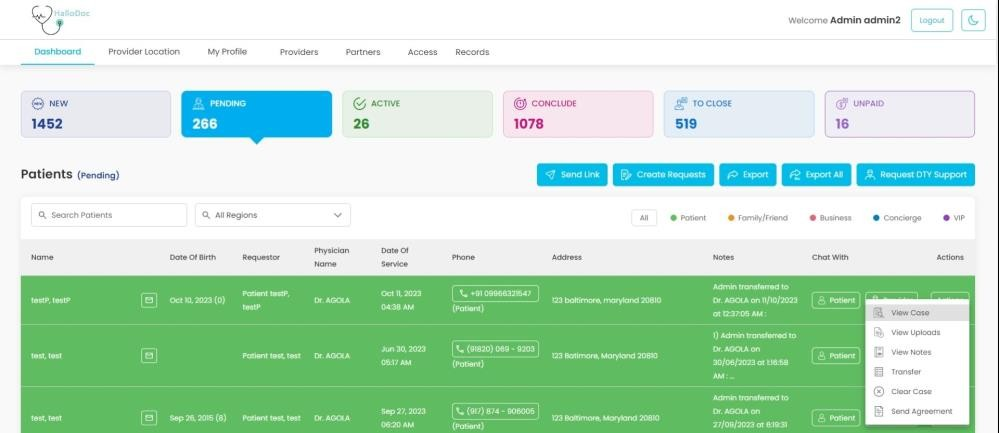 HalloDoc
Welcome Admin admin2
Logout
Dashboard Provider Location My Profile Providers Partners Access Records
NEW
1452
PENDING
266
ACTIVE
26
CONCLUDE
1078
TO CLOSE
519
UNPAID
16
Patients (Pending)
Send Link Create Requests Export Export All Request DTY Support
Search Patients All Regions All Patient Family/Friend Business Concierge VIP
Name Date Of Birth Requestor Physician Name Date Of Service Phone Address Notes Chat With Actions
testP, testP
Oct 10, 2023 (0)
Patient testP,
testP
Dr. AGOLA
Oct 11, 2023
04:38 AM
+91 09966321547
(Patient)
123 baltimore, maryland 20810
Admin transferred to
Dr. AGOLA on
11/10/2023
at 12:37:05 AM :
Patient
test, test
Patient test, test
Dr. AGOLA
Jun 30, 2023
05:17 AM
(91820) 069 - 9203
(Patient)
123 Batimore, Maryland 20810
1) Admin transferred to
Dr. AGOLA on
30/06/2023 at 1:16:58
AM : ...
Patient
test, test
Sep 26, 2015 (8)
Patient test, test
Dr. AGOLA
Sep 27, 2023
06:20 AM
(917) 874 - 906005
(Patient)
123 Baltimore, Maryland 20810
Admin transferred to
Dr. AGOLA on
27/09/2023 at 6:19:31
Patient
View Case
View Uploads
View Notes
Transfer
Clear Case
Send Agreement